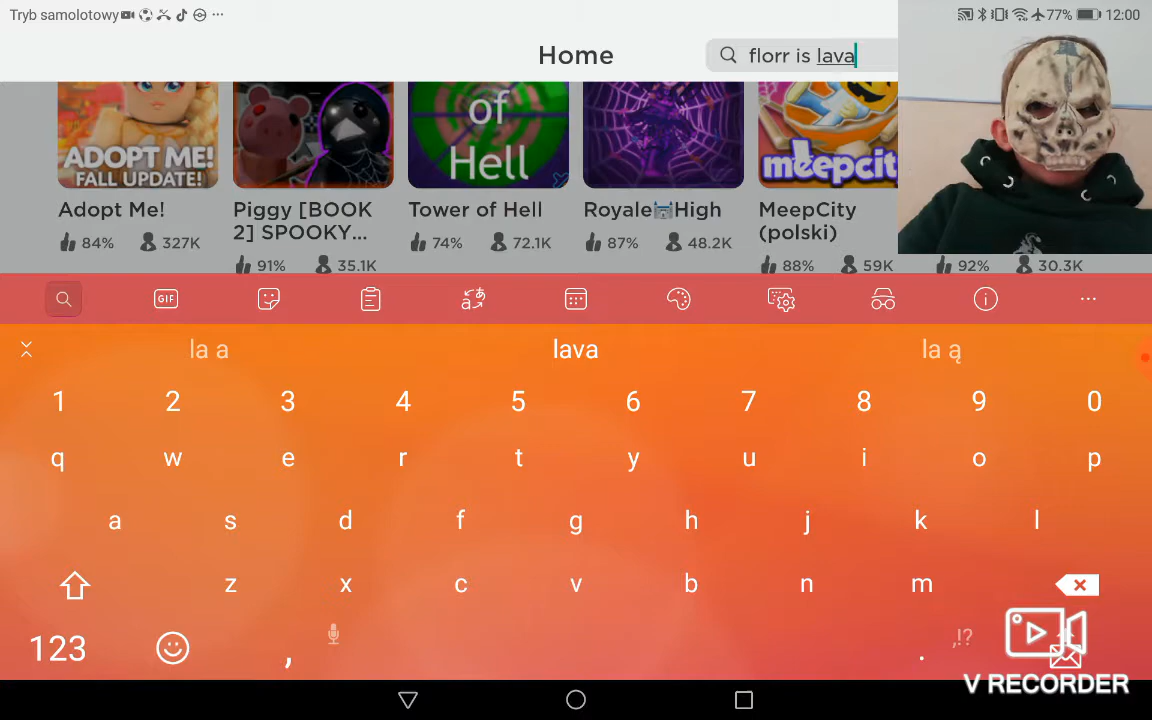 Tryb samolotowy ... 77% 12:00
Home
florr is lava
ADOPT ME!
FALL UPDATE!
of
Hell
meepcit
Adopt Me!
84% 327K
Piggy [BOOK
2] SPOOKY...
91% 35.1K
Tower of Hell
74% 72.1K
Royale🏰High
87% 48.2K
MeepCity
(polski)
88% 59K
92% 30.3K
GIF
la a lava la ą
1 2 3 4 5 6 7 8 9 0
q w e r t y u i o p
a s d f g h j k l
z x c v b n m
123 , . ,!?
V RECORDER